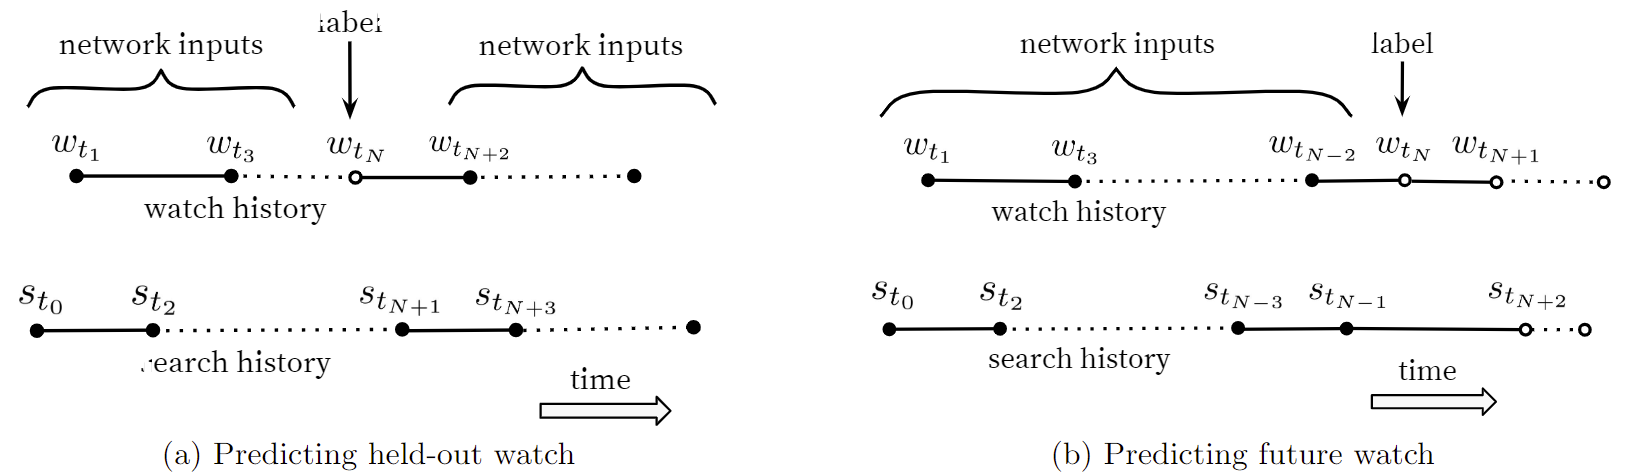 network inputs
label
network inputs
w_{t_1} w_{t_3} w_{t_N} w_{t_{N+2}}
watch history
s_{t_0} s_{t_2} s_{t_{N+1}} s_{t_{N+3}}
search history
time
(a) Predicting held-out watch
network inputs
label
w_{t_1} w_{t_3} w_{t_{N-2}} w_{t_N} w_{t_{N+1}}
watch history
s_{t_0} s_{t_2} s_{t_{N-3}} s_{t_{N-1}} s_{t_{N+2}}
search history
time
(b) Predicting future watch